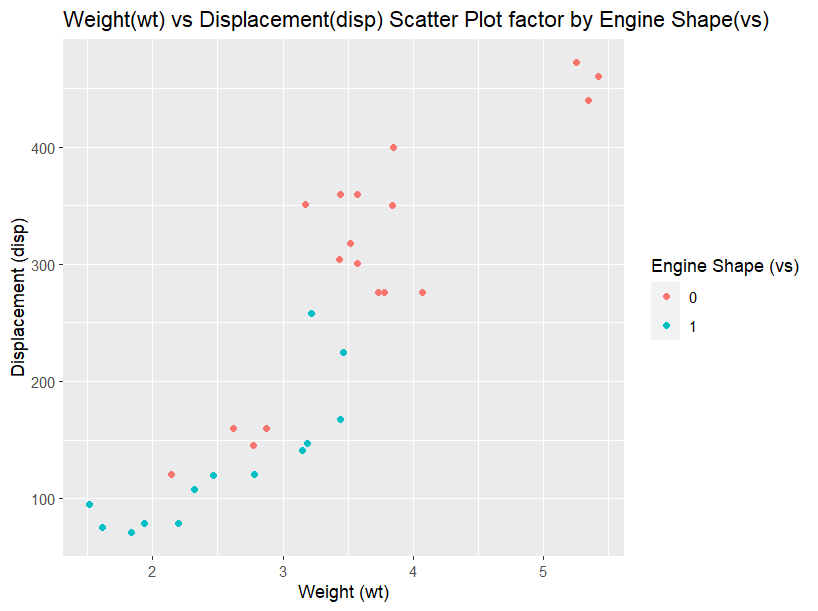 Weight(wt) vs Displacement(disp) Scatter Plot factor by Engine Shape(vs)
Displacement (disp)
400
300
200
100
2 3 4 5
Weight (wt)
Engine Shape (vs)
0
1